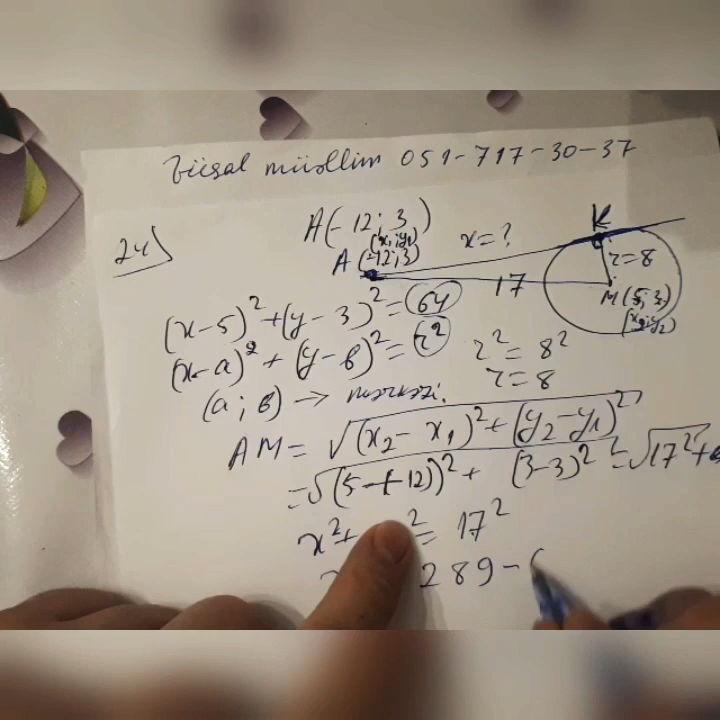 Vüsal müəllim 051-717-30-37
24)
A(-12; 3)
(x₁;y₁)
A (-12;3)
x=?
K
r=8
17
M(5; 3)
(x₂;y₂)
(x-5)²+(y-3)²=64
(x-a)²+(y-b)²=r²
r²=8²
r=8
(a;b)→ mərkəzi.
AM=√(x₂-x₁)²+(y₂-y₁)²
=√(5-(-12))²+(3-3)²=√17²+
x²+ ²=17²
289-